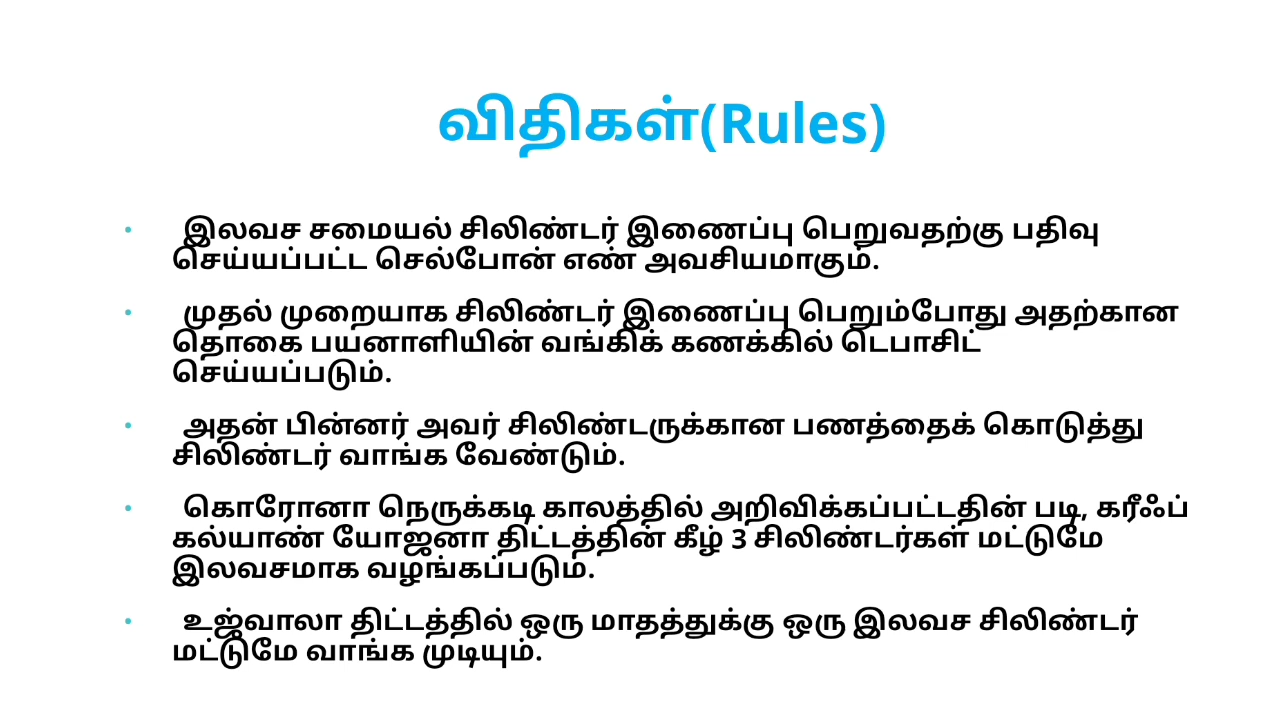 விதிகள்(Rules)
• இலவச சமையல் சிலிண்டர் இணைப்பு பெறுவதற்கு பதிவு
செய்யப்பட்ட செல்போன் எண் அவசியமாகும்.
• முதல் முறையாக சிலிண்டர் இணைப்பு பெறும்போது அதற்கான
தொகை பயனாளியின் வங்கிக் கணக்கில் டெபாசிட்
செய்யப்படும்.
• அதன் பின்னர் அவர் சிலிண்டருக்கான பணத்தைக் கொடுத்து
சிலிண்டர் வாங்க வேண்டும்.
• கொரோனா நெருக்கடி காலத்தில் அறிவிக்கப்பட்டதின் படி, கரீஃப்
கல்யாண் யோஜனா திட்டத்தின் கீழ் 3 சிலிண்டர்கள் மட்டுமே
இலவசமாக வழங்கப்படும்.
• உஜ்வாலா திட்டத்தில் ஒரு மாதத்துக்கு ஒரு இலவச சிலிண்டர்
மட்டுமே வாங்க முடியும்.